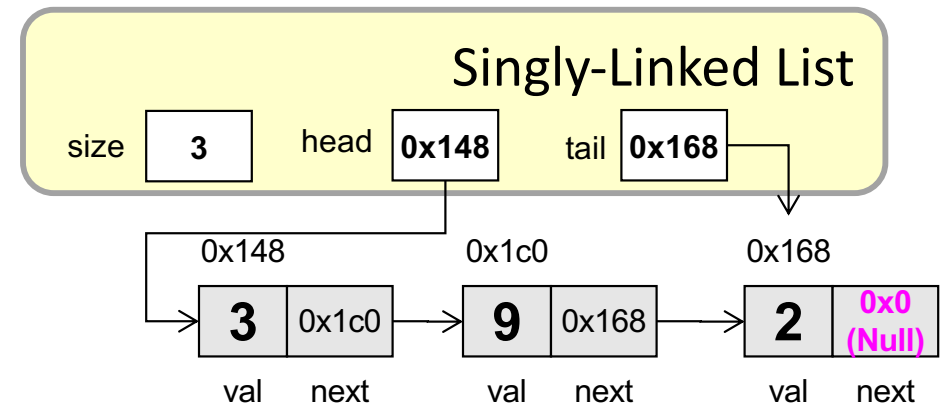 Singly-Linked List
size 3 head 0x148 tail 0x168
0x148 0x1c0 0x168
3 0x1c0 9 0x168 2 0x0
(Null)
val next val next val next